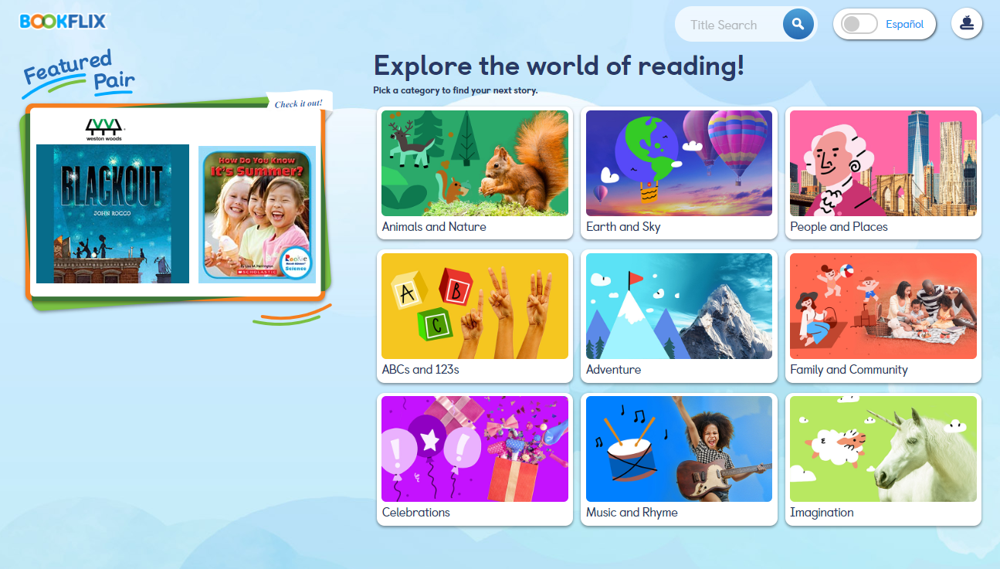 BOOKFLIX
Title Search
Español
Featured
Pair
Explore the world of reading!
Pick a category to find your next story.
Check it out!
weston woods
BLACKOUT
JOHN ROCCO
How Do You Know
It's Summer?
By Lisa M. Herrington
Rookie
Read-About
Science
SCHOLASTIC
Animals and Nature
Earth and Sky
People and Places
A
B
C
ABCs and 123s
Adventure
Family and Community
Celebrations
Music and Rhyme
Imagination